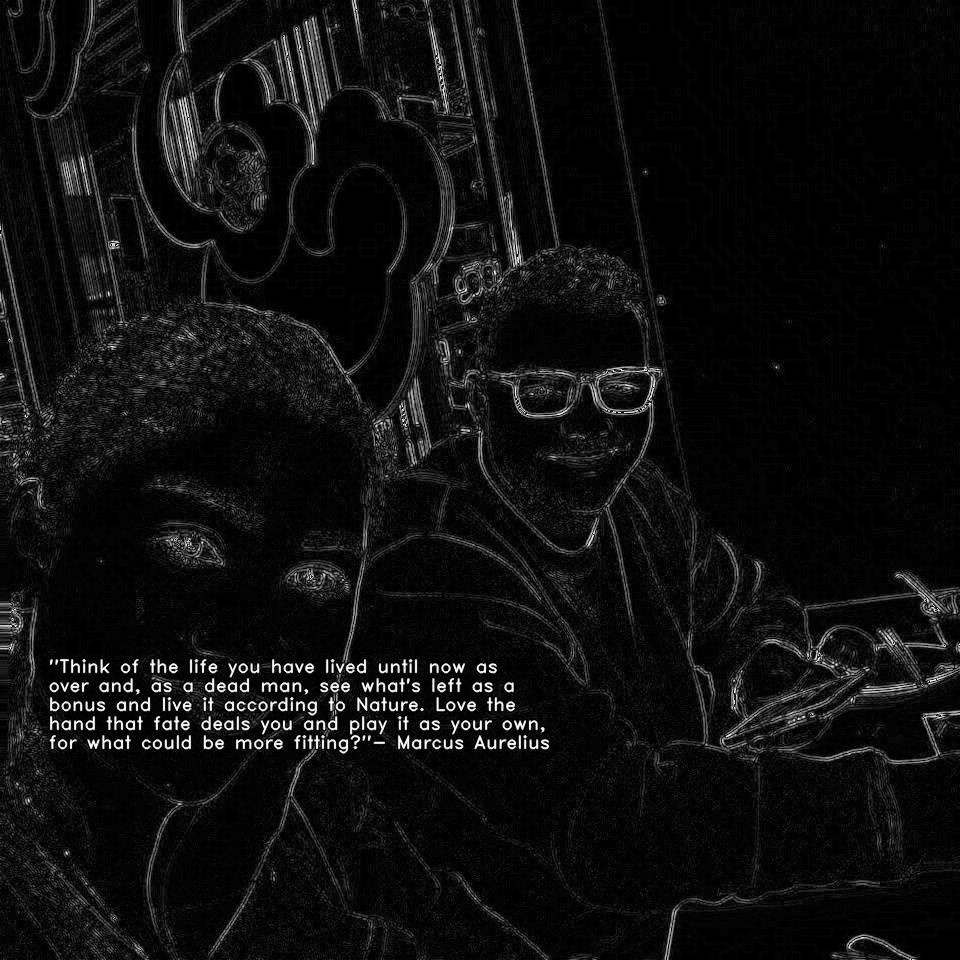 "Think of the life you have lived until now as
over and, as a dead man, see what's left as a
bonus and live it according to Nature. Love the
hand that fate deals you and play it as your own,
for what could be more fitting?"— Marcus Aurelius